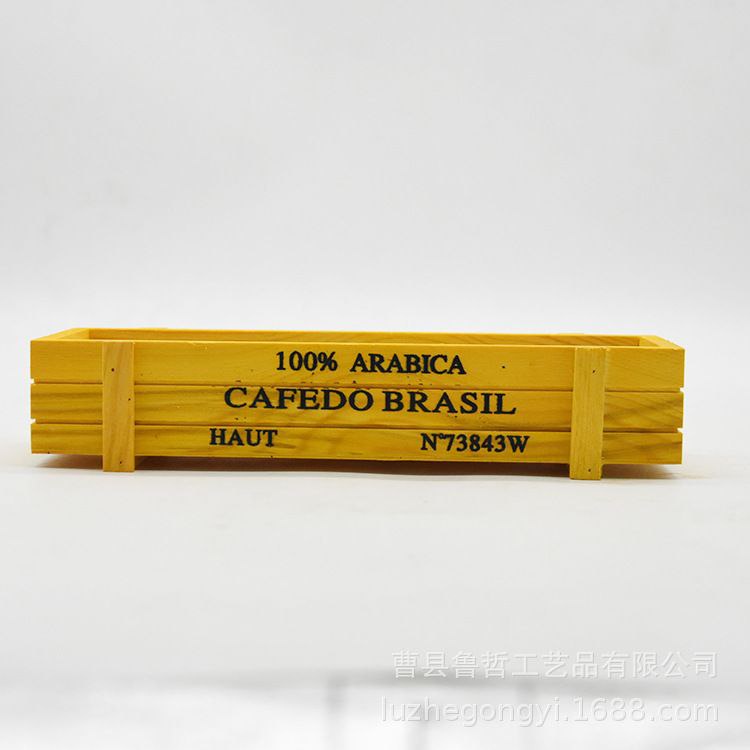 100% ARABICA
CAFEDO BRASIL
HAUT N°73843W
曹县鲁哲工艺品有限公司
luzhegongyi.1688.com